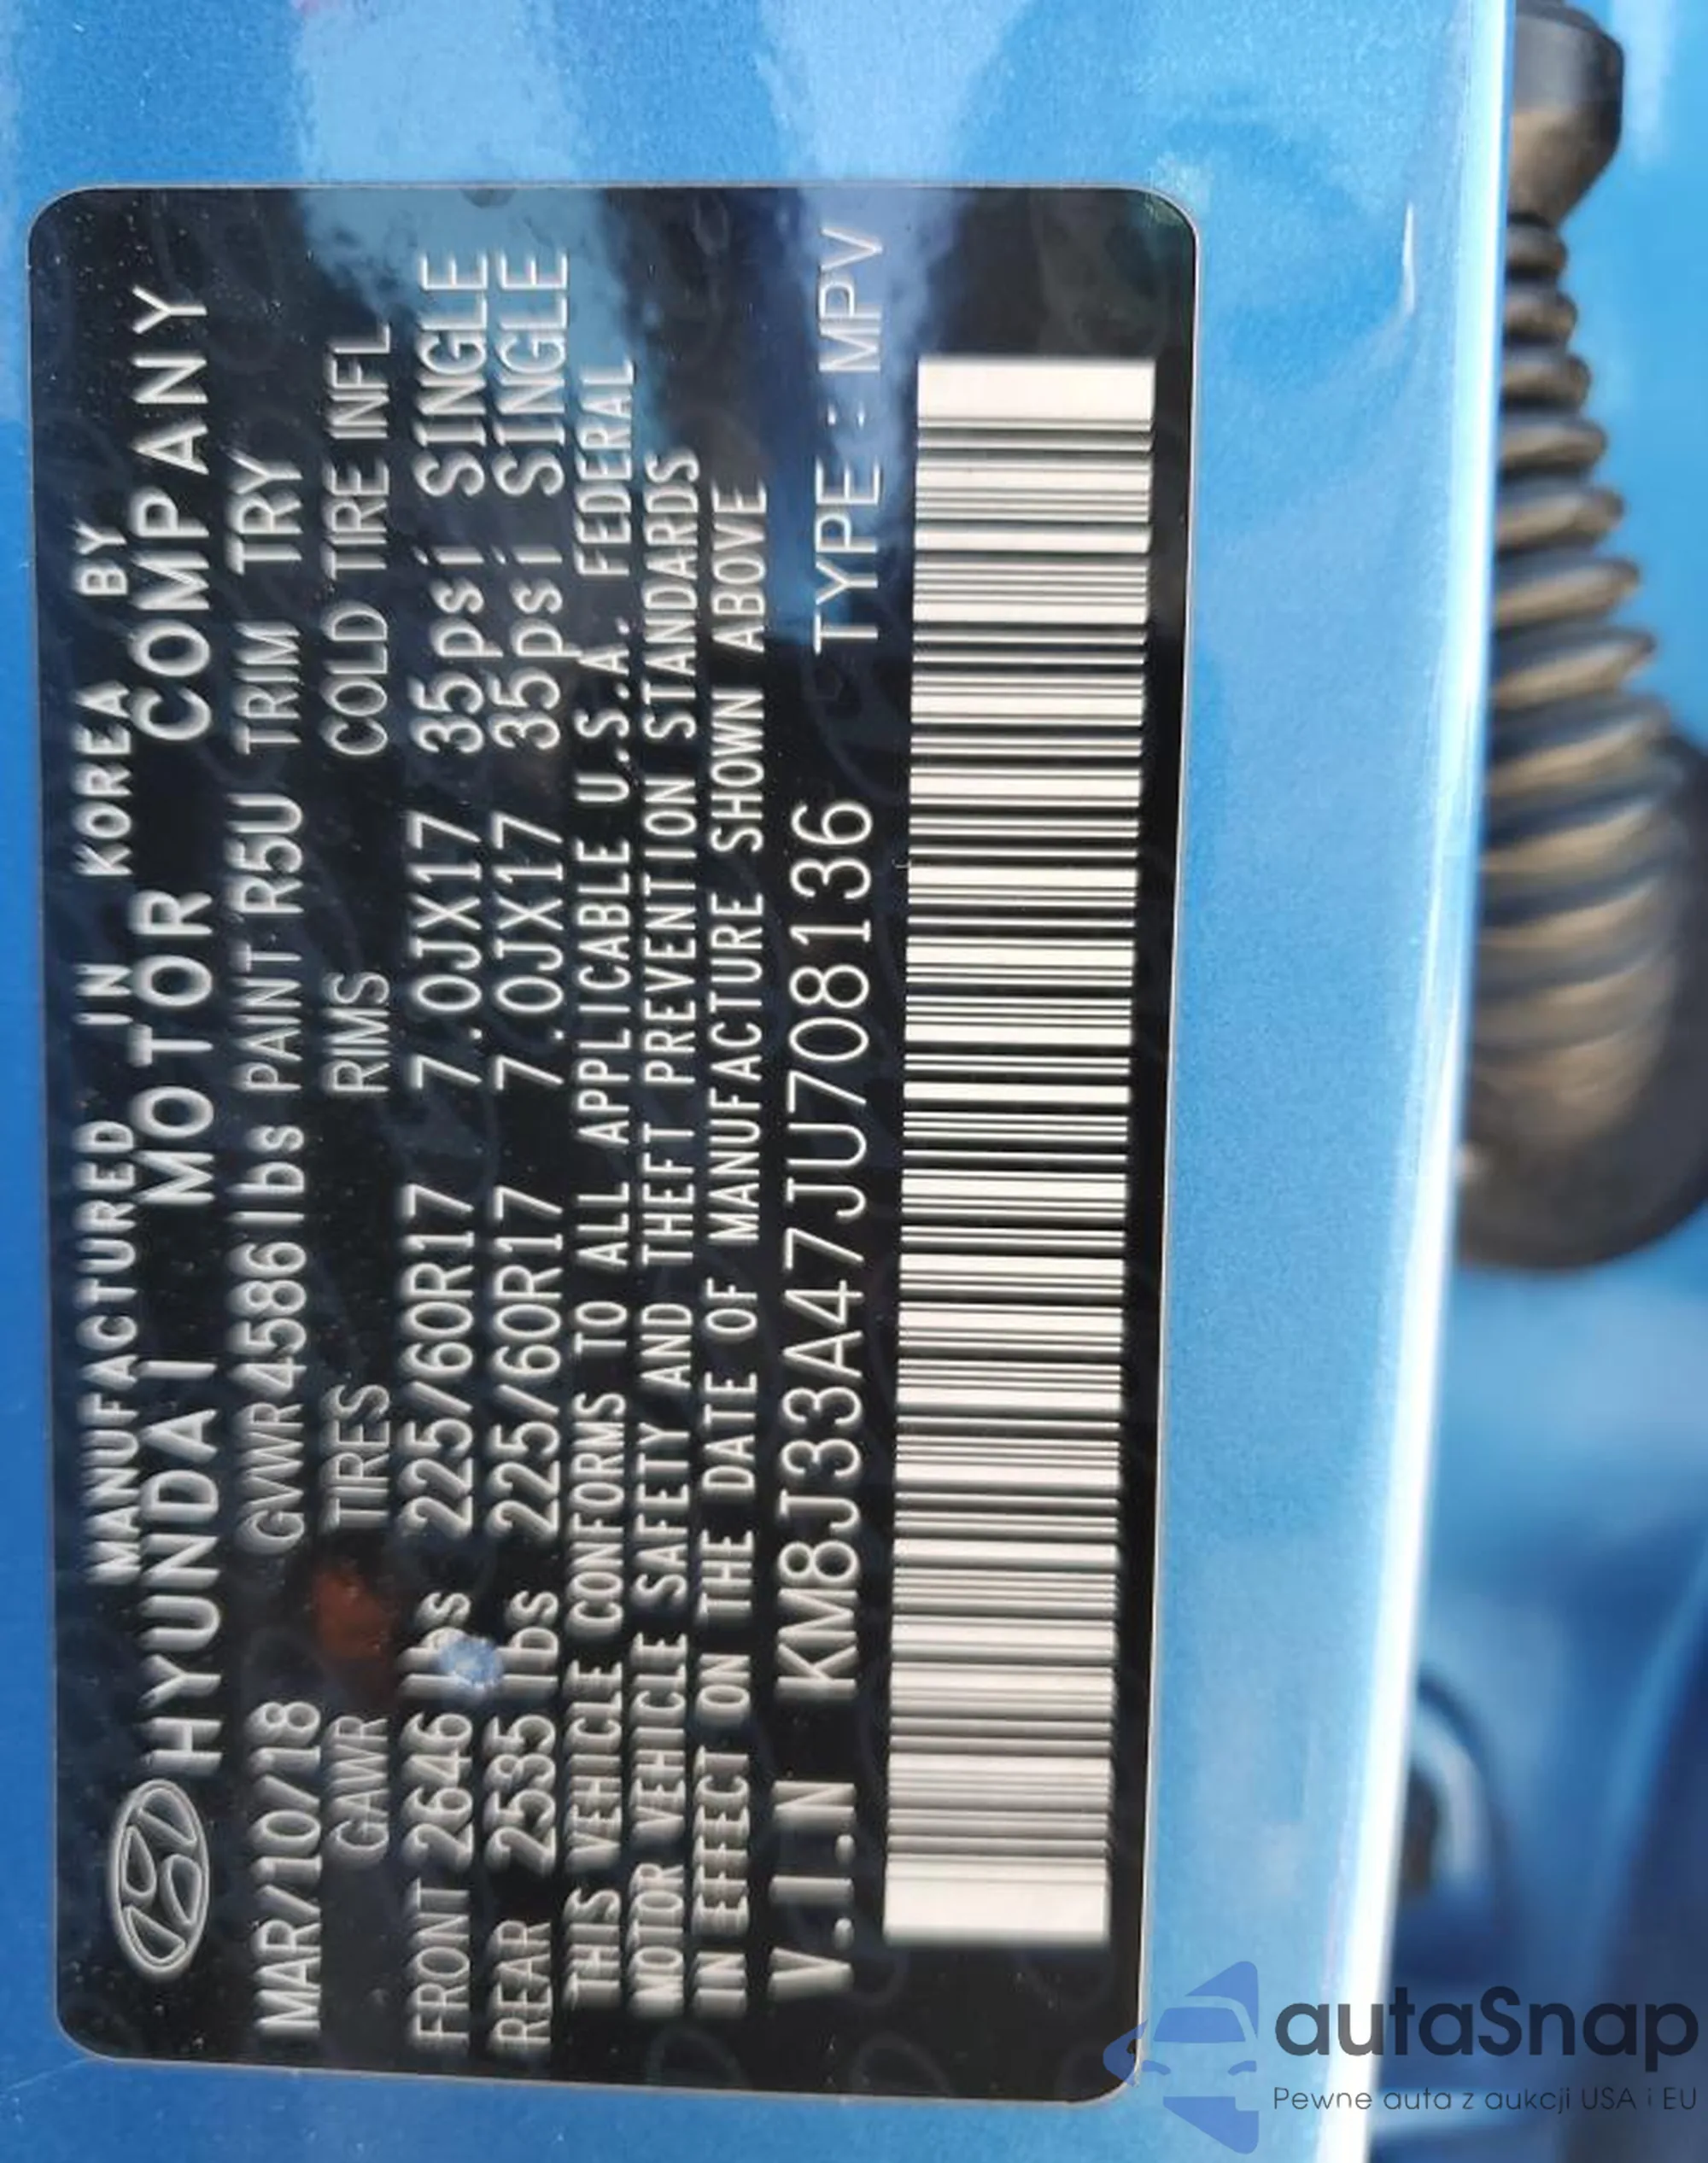 MANUFACTURED IN KOREA BY
HYUNDAI MOTOR COMPANY
MAR/10/18 GVWR 4586 lbs PAINT R5U TRIM TRY
GAWR TIRES RIMS COLD TIRE INFL
FRONT 2646 lbs 225/60R17 7.0JX17 35psi SINGLE
REAR 2535 lbs 225/60R17 7.0JX17 35psi SINGLE
THIS VEHICLE CONFORMS TO ALL APPLICABLE U.S.A. FEDERAL
MOTOR VEHICLE SAFETY AND THEFT PREVENTION STANDARDS
IN EFFECT ON THE DATE OF MANUFACTURE SHOWN ABOVE
V.I.N KM8J33A47JU708136 TYPE : MPV
autaSnap
Pewne auta z aukcji USA i EU